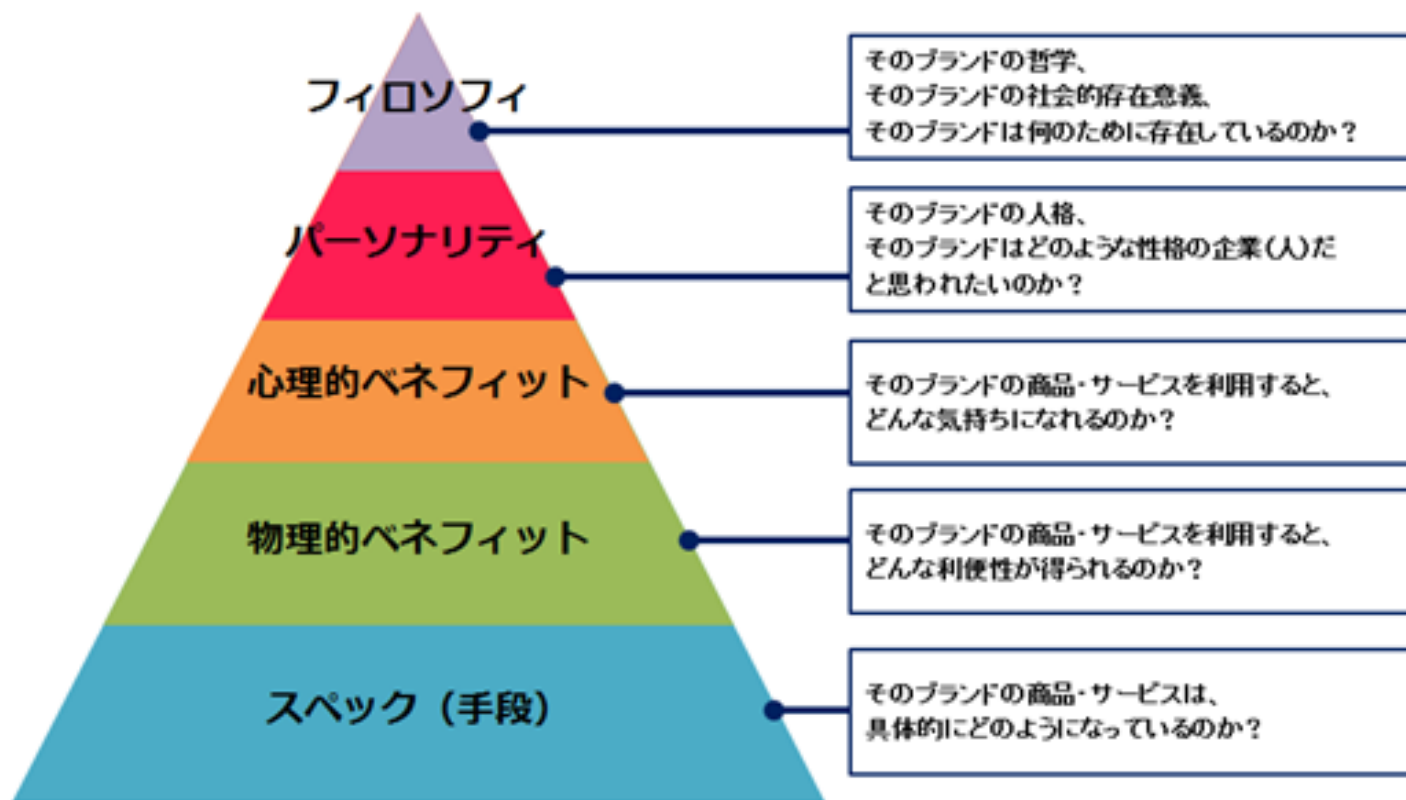 フィロソフィ
そのブランドの哲学、
そのブランドの社会的存在意義、
そのブランドは何のために存在しているのか？
パーソナリティ
そのブランドの人格、
そのブランドはどのような性格の企業(人)だ
と思われたいのか？
心理的ベネフィット
そのブランドの商品・サービスを利用すると、
どんな気持ちになれるのか？
物理的ベネフィット
そのブランドの商品・サービスを利用すると、
どんな利便性が得られるのか？
スペック（手段）
そのブランドの商品・サービスは、
具体的にどのようになっているのか？